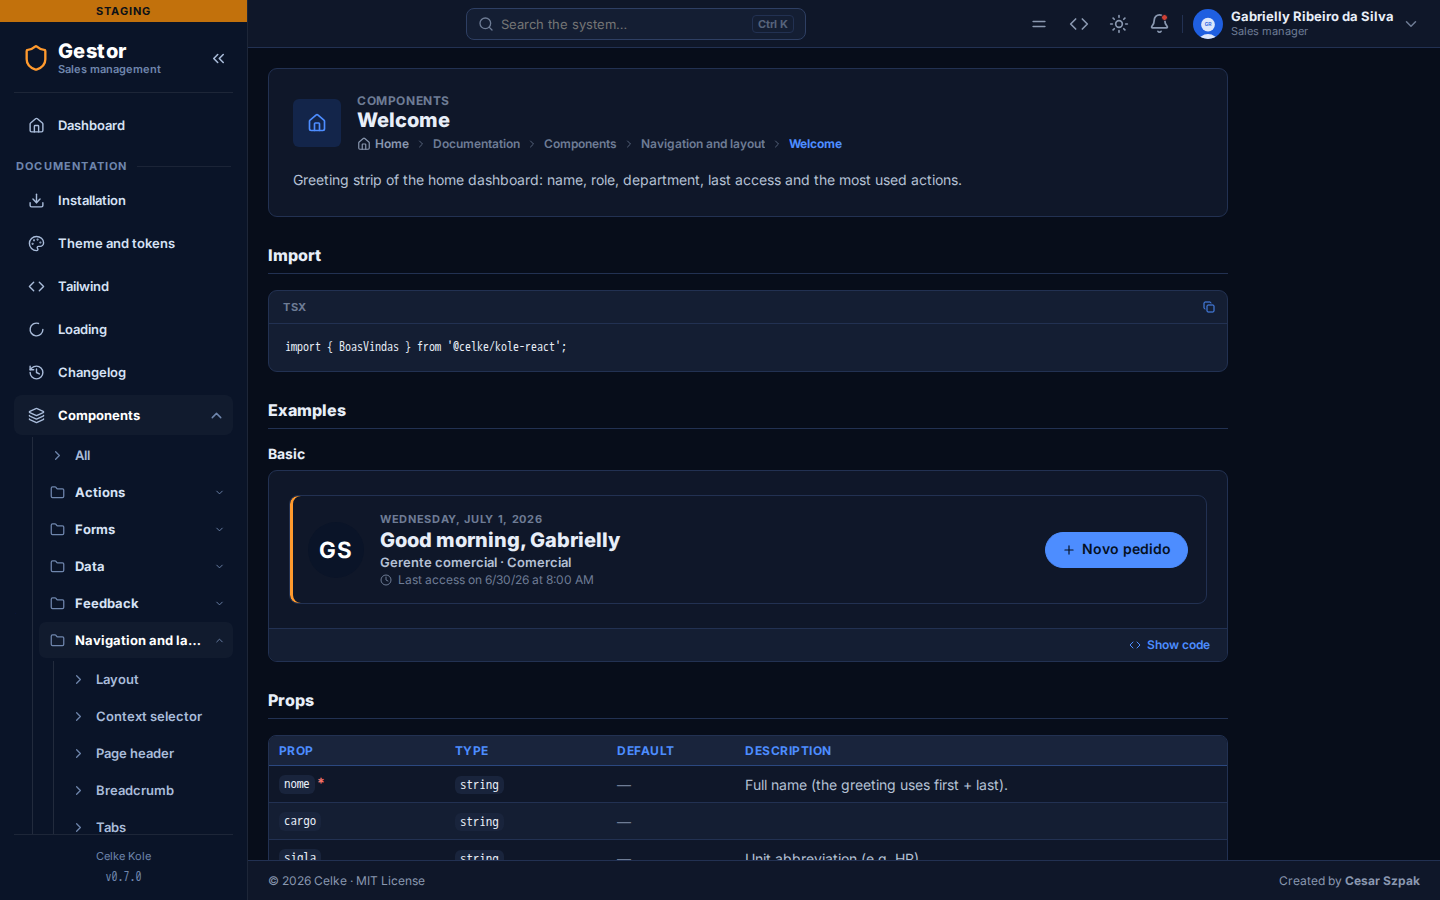 STAGING
Gestor
Sales management
Dashboard
DOCUMENTATION
Installation
Theme and tokens
Tailwind
Loading
Changelog
Components
All
Actions
Forms
Data
Feedback
Navigation and la...
Layout
Context selector
Page header
Breadcrumb
Tabs
Celke Kole
v0.7.0
Search the system...
Ctrl K
GR
Gabrielly Ribeiro da Silva
Sales manager
COMPONENTS
Welcome
Home
Documentation
Components
Navigation and layout
Welcome
Greeting strip of the home dashboard: name, role, department, last access and the most used actions.
Import
TSX
import { BoasVindas } from '@celke/kole-react';
Examples
Basic
GS
WEDNESDAY, JULY 1, 2026
Good morning, Gabrielly
Gerente comercial · Comercial
Last access on 6/30/26 at 8:00 AM
Novo pedido
Show code
Props
PROP TYPE DEFAULT DESCRIPTION
nome * string — Full name (the greeting uses first + last).
cargo string —
sigla string — Unit abbreviation (e.g. HR)
© 2026 Celke · MIT License
Created by Cesar Szpak